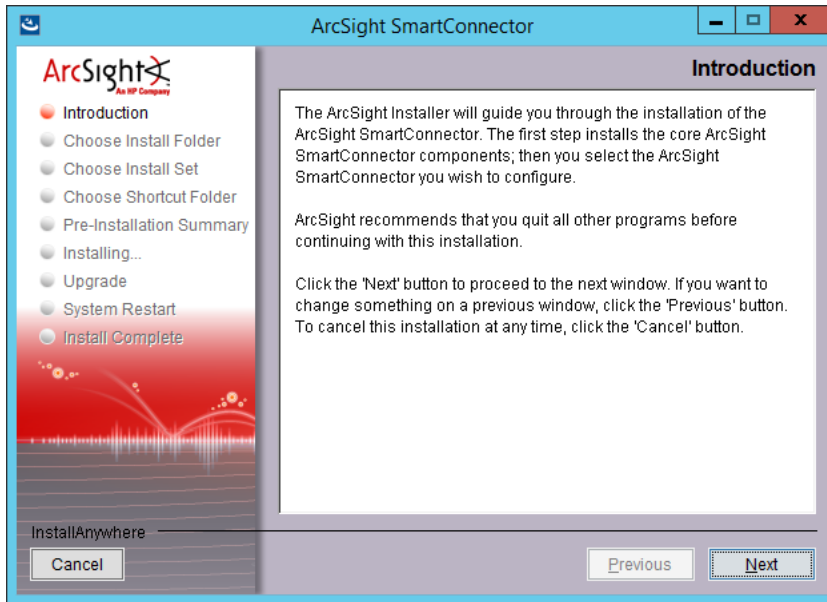 ArcSight SmartConnector
ArcSight
An HP Company
Introduction
Introduction
Choose Install Folder
Choose Install Set
Choose Shortcut Folder
Pre-Installation Summary
Installing...
Upgrade
System Restart
Install Complete
The ArcSight Installer will guide you through the installation of the
ArcSight SmartConnector. The first step installs the core ArcSight
SmartConnector components; then you select the ArcSight
SmartConnector you wish to configure.
ArcSight recommends that you quit all other programs before
continuing with this installation.
Click the 'Next' button to proceed to the next window. If you want to
change something on a previous window, click the 'Previous' button.
To cancel this installation at any time, click the 'Cancel' button.
InstallAnywhere
Cancel
Previous
Next